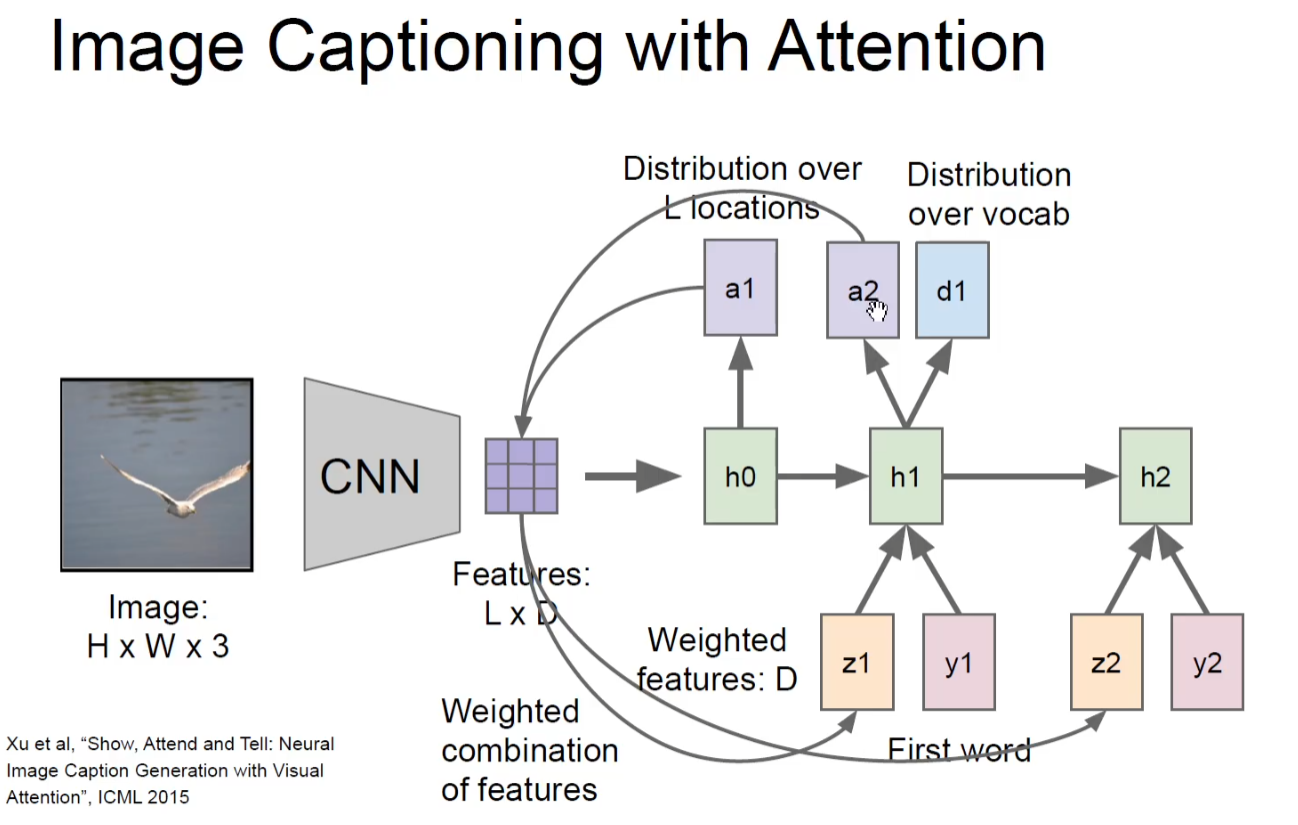 Image Captioning with Attention
Distribution over
L locations
Distribution
over vocab
a1
a2
d1
CNN
h0
h1
h2
Features:
L x D
Image:
H x W x 3
Weighted
features: D
z1
y1
z2
y2
Weighted
combination
of features
First word
Xu et al, “Show, Attend and Tell: Neural
Image Caption Generation with Visual
Attention”, ICML 2015